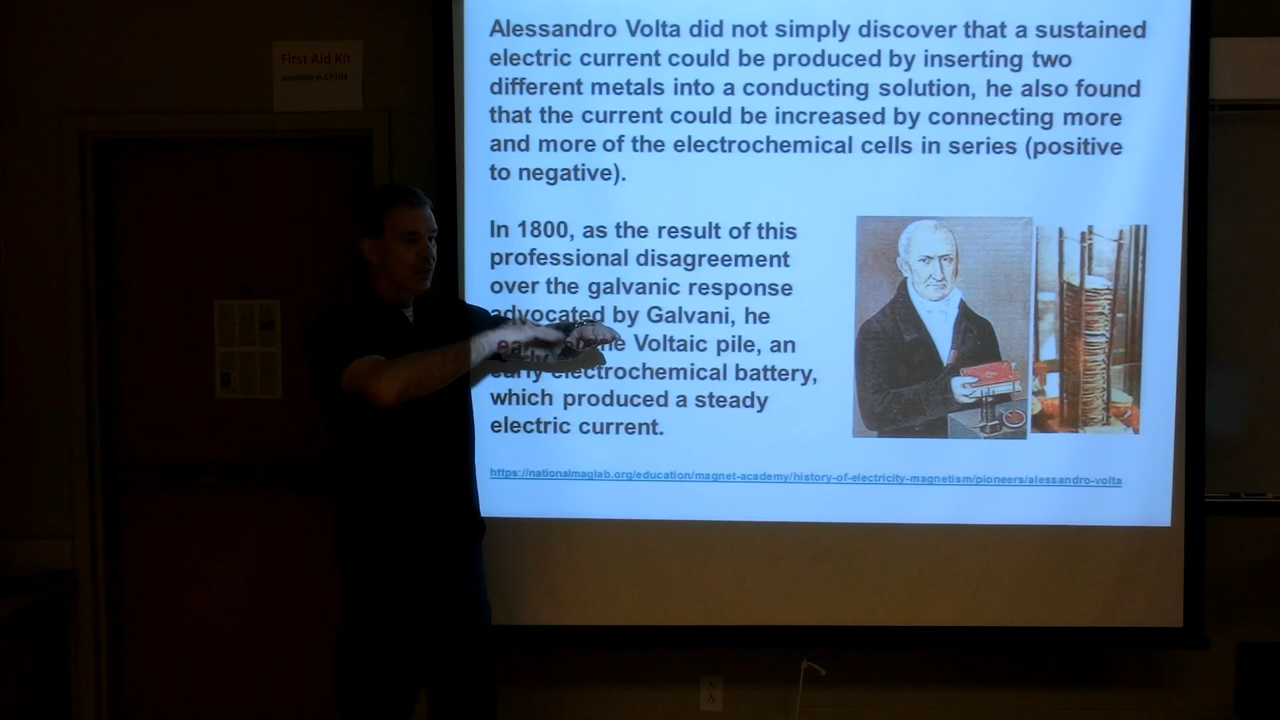 First Aid Kit
available in CP104
Alessandro Volta did not simply discover that a sustained
electric current could be produced by inserting two
different metals into a conducting solution, he also found
that the current could be increased by connecting more
and more of the electrochemical cells in series (positive
to negative).
In 1800, as the result of this
professional disagreement
over the galvanic response
advocated by Galvani, he
Voltaic pile, an
early electrochemical battery,
which produced a steady
electric current.
https://nationalmaglab.org/education/magnet-academy/history-of-electricity-magnetism/pioneers/alessandro-volta